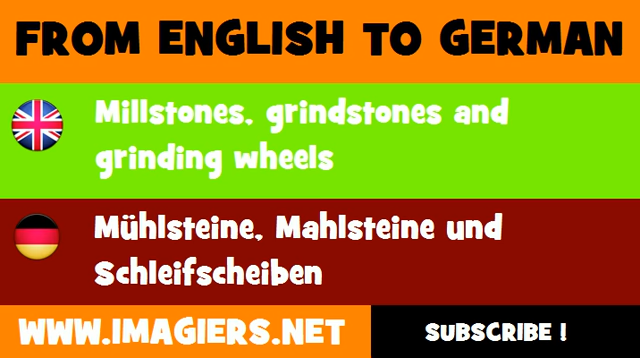 FROM ENGLISH TO GERMAN
Millstones, grindstones and
grinding wheels
Mühlsteine, Mahlsteine und
Schleifscheiben
WWW.IMAGIERS.NET
SUBSCRIBE !